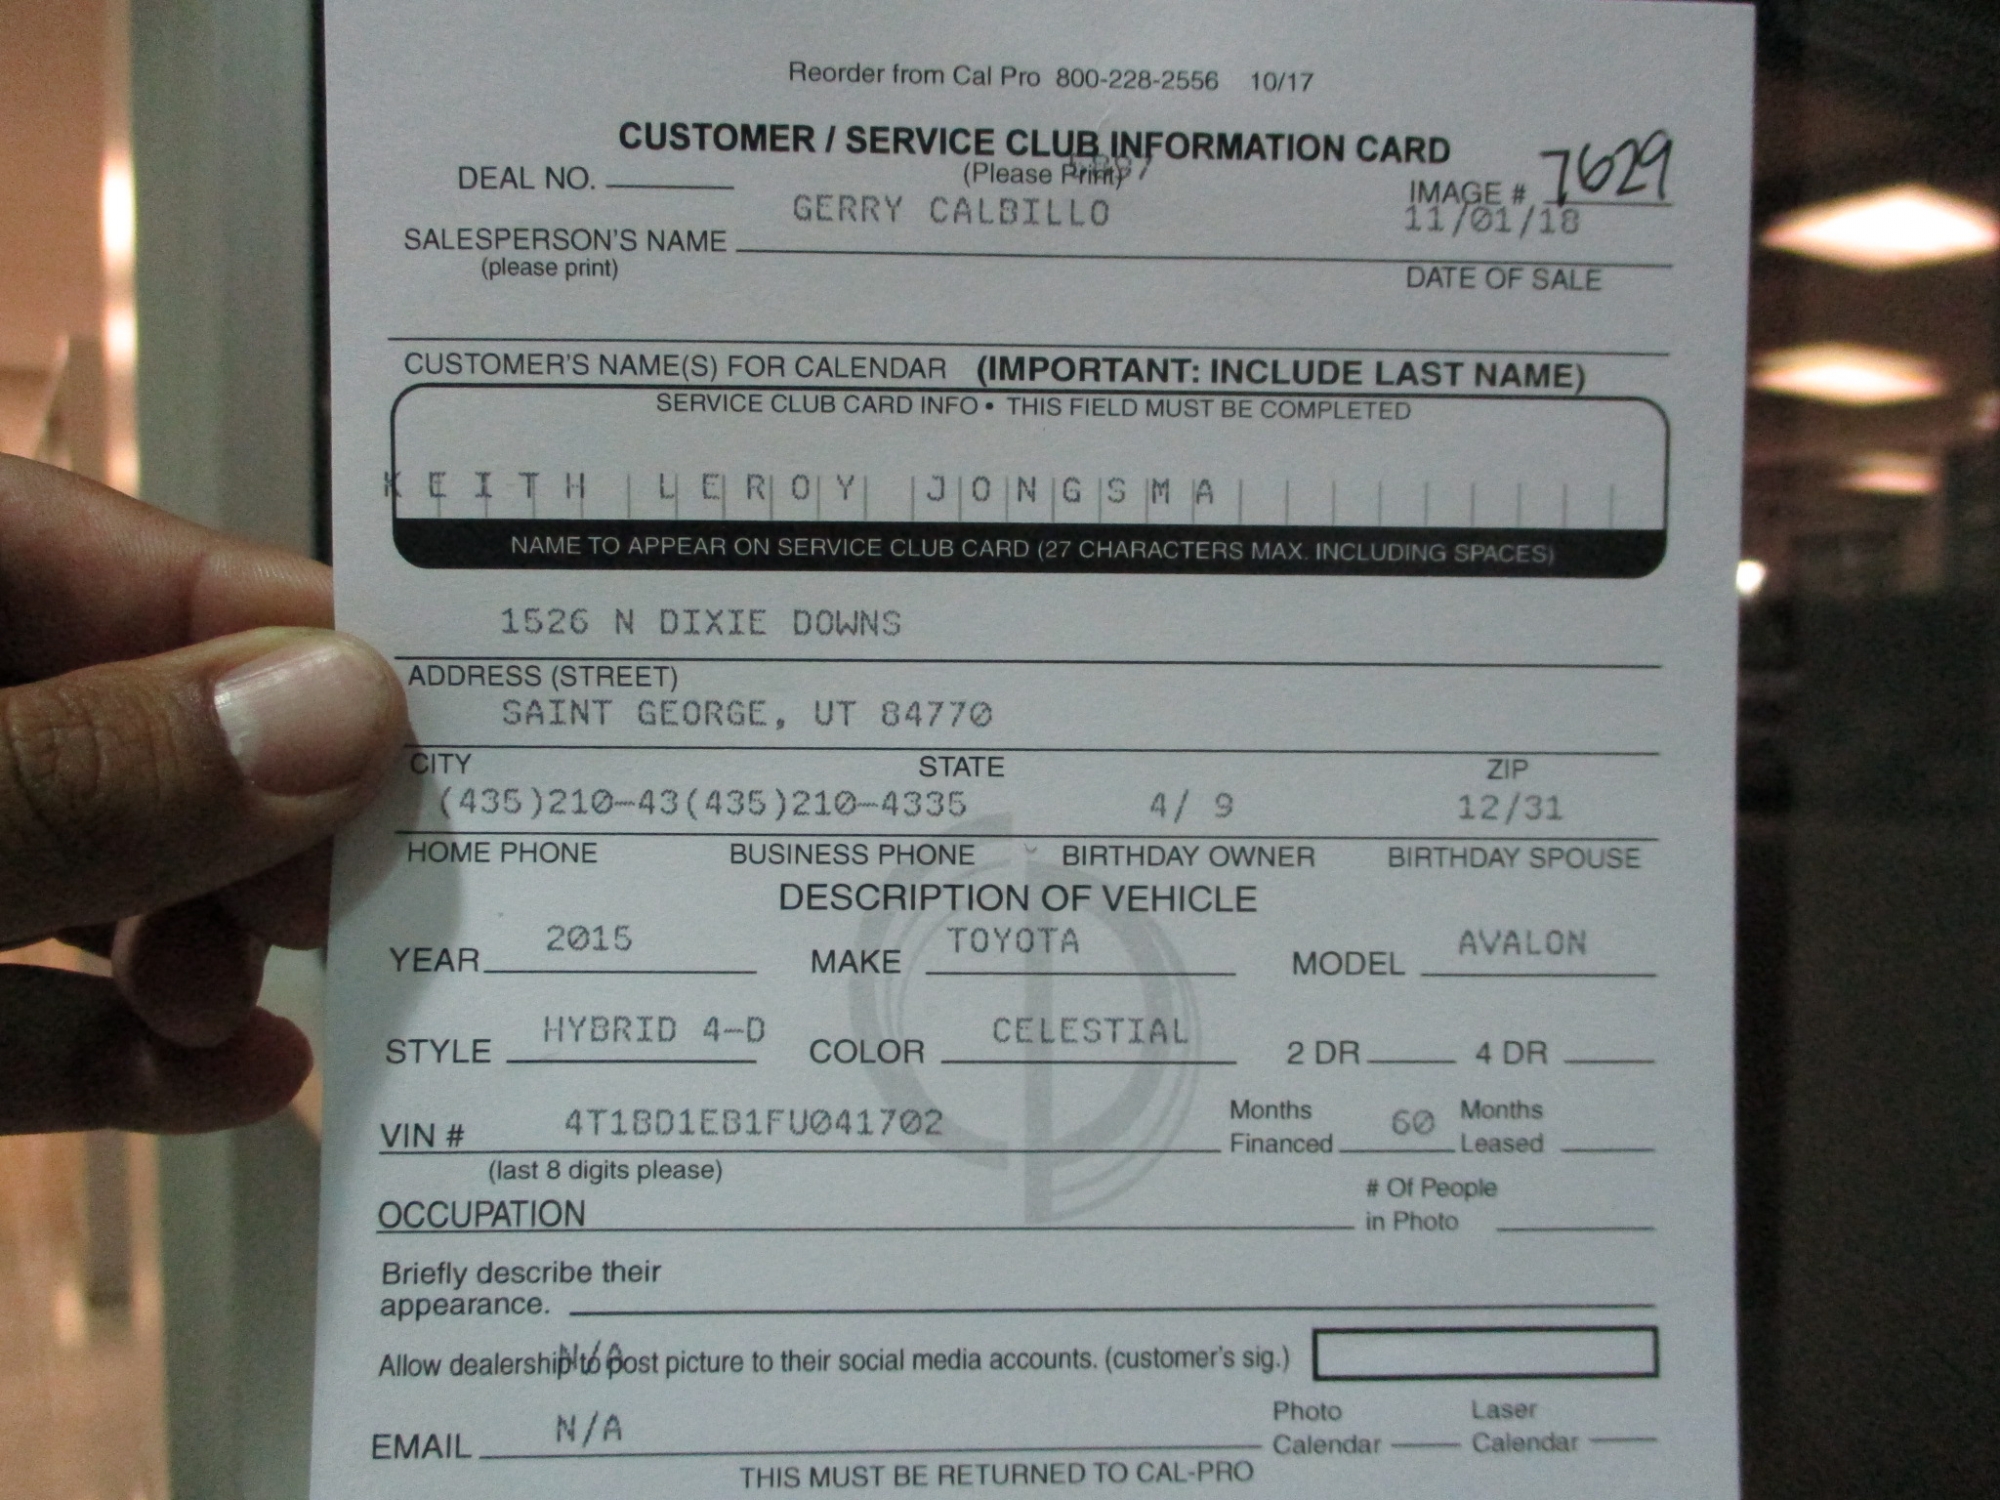 Reorder from Cal Pro 800-228-2556 10/17
CUSTOMER / SERVICE CLUB INFORMATION CARD
DEAL NO. (Please Print) IMAGE # 7629
GERRY CALBILLO 11/01/18
SALESPERSON'S NAME
(please print) DATE OF SALE
CUSTOMER'S NAME(S) FOR CALENDAR (IMPORTANT: INCLUDE LAST NAME)
SERVICE CLUB CARD INFO • THIS FIELD MUST BE COMPLETED
KEITH LEROY JONGSMA
NAME TO APPEAR ON SERVICE CLUB CARD (27 CHARACTERS MAX. INCLUDING SPACES)
1526 N DIXIE DOWNS
ADDRESS (STREET)
SAINT GEORGE, UT 84770
CITY STATE ZIP
(435)210-43(435)210-4335 4/ 9 12/31
HOME PHONE BUSINESS PHONE BIRTHDAY OWNER BIRTHDAY SPOUSE
DESCRIPTION OF VEHICLE
YEAR 2015 MAKE TOYOTA MODEL AVALON
STYLE HYBRID 4-D COLOR CELESTIAL 2 DR 4 DR
VIN # 4T1BD1EB1FU041702 Months Financed 60 Months Leased
(last 8 digits please)
OCCUPATION # Of People in Photo
Briefly describe their
appearance.
N/A
Allow dealership to post picture to their social media accounts. (customer's sig.)
EMAIL N/A Photo Calendar Laser Calendar
THIS MUST BE RETURNED TO CAL-PRO